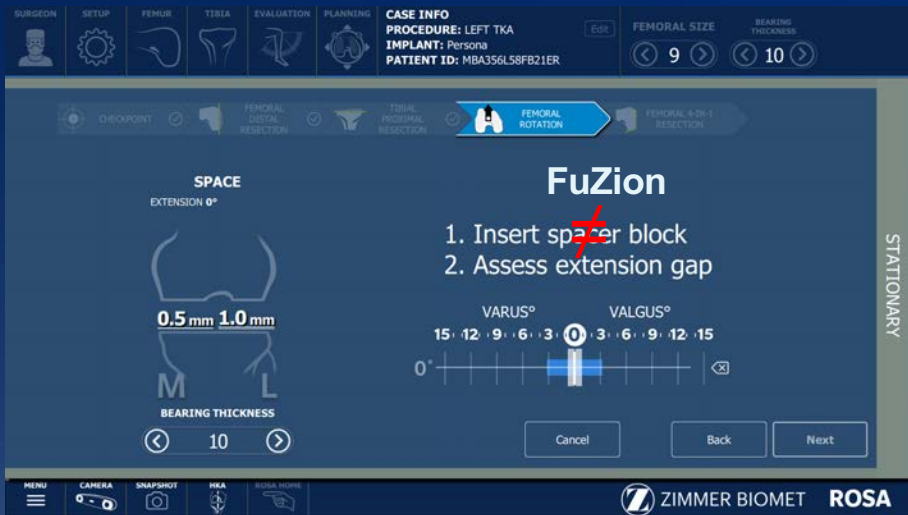 SURGEON
SETUP
FEMUR
TIBIA
EVALUATION
PLANNING
CASE INFO
PROCEDURE: LEFT TKA
IMPLANT: Persona
PATIENT ID: MBA356L58FB21ER
Edit
FEMORAL SIZE
9
BEARING
THICKNESS
10
CHECKPOINT
FEMORAL
DISTAL
RESECTION
TIBIAL
PROXIMAL
RESECTION
FEMORAL
ROTATION
FEMORAL 4-IN-1
RESECTION
SPACE
EXTENSION 0°
0.5 mm 1.0 mm
M L
BEARING THICKNESS
10
FuZion
≠
1. Insert spacer block
2. Assess extension gap
VARUS° VALGUS°
15 12 9 6 3 0 3 6 9 12 15
0°
Cancel
Back
Next
STATIONARY
MENU
CAMERA
SNAPSHOT
HKA
ROSA HOME
ZIMMER BIOMET ROSA